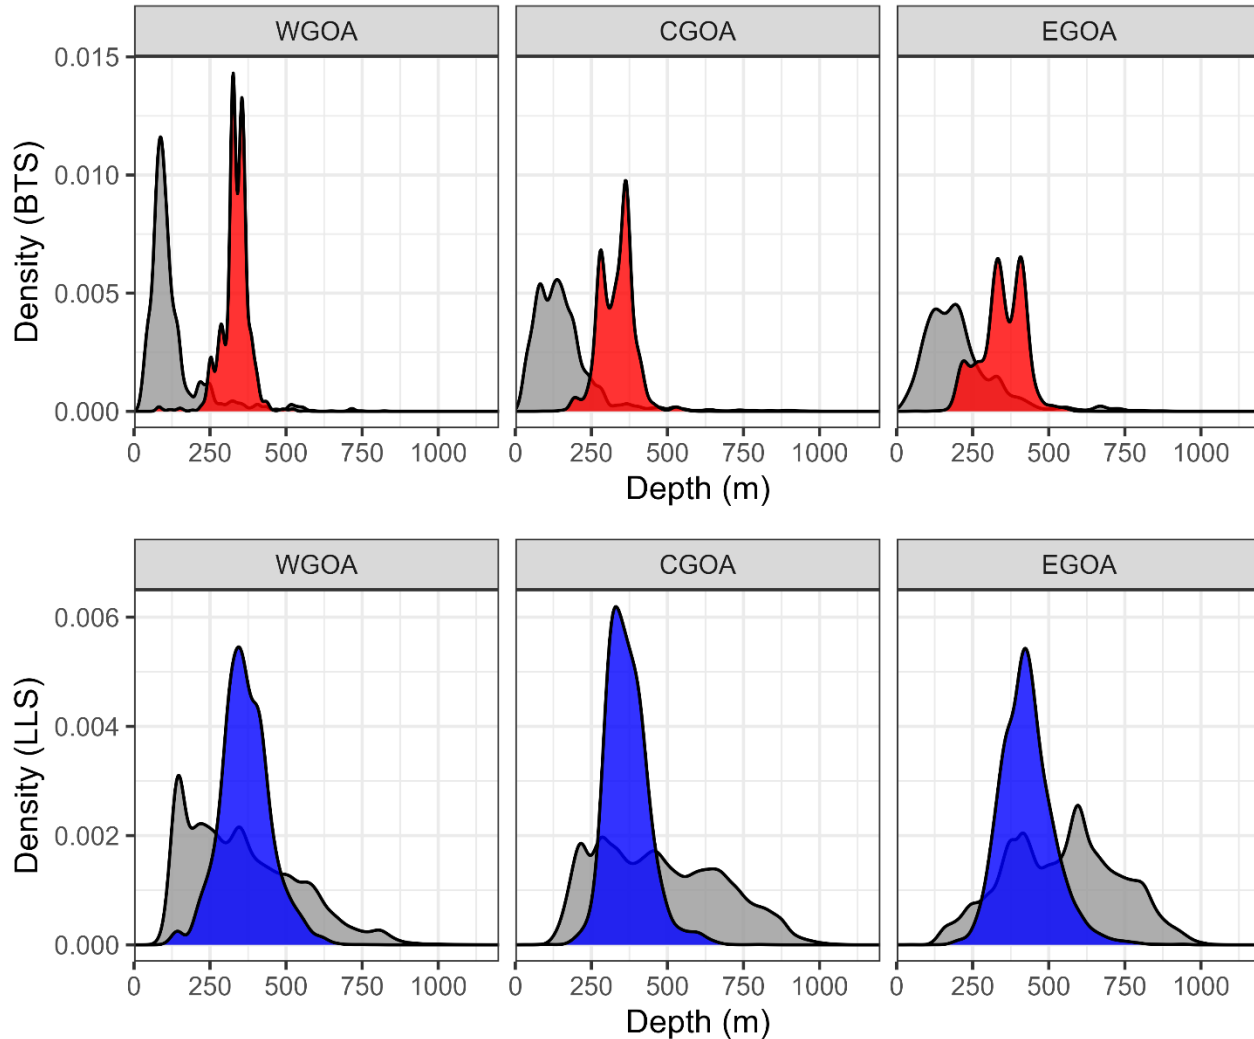 WGOA CGOA EGOA
Density (BTS)
0.015
0.010
0.005
0.000
0 250 500 750 1000 0 250 500 750 1000 0 250 500 750 1000
Depth (m)
WGOA CGOA EGOA
Density (LLS)
0.006
0.004
0.002
0.000
0 250 500 750 1000 0 250 500 750 1000 0 250 500 750 1000
Depth (m)